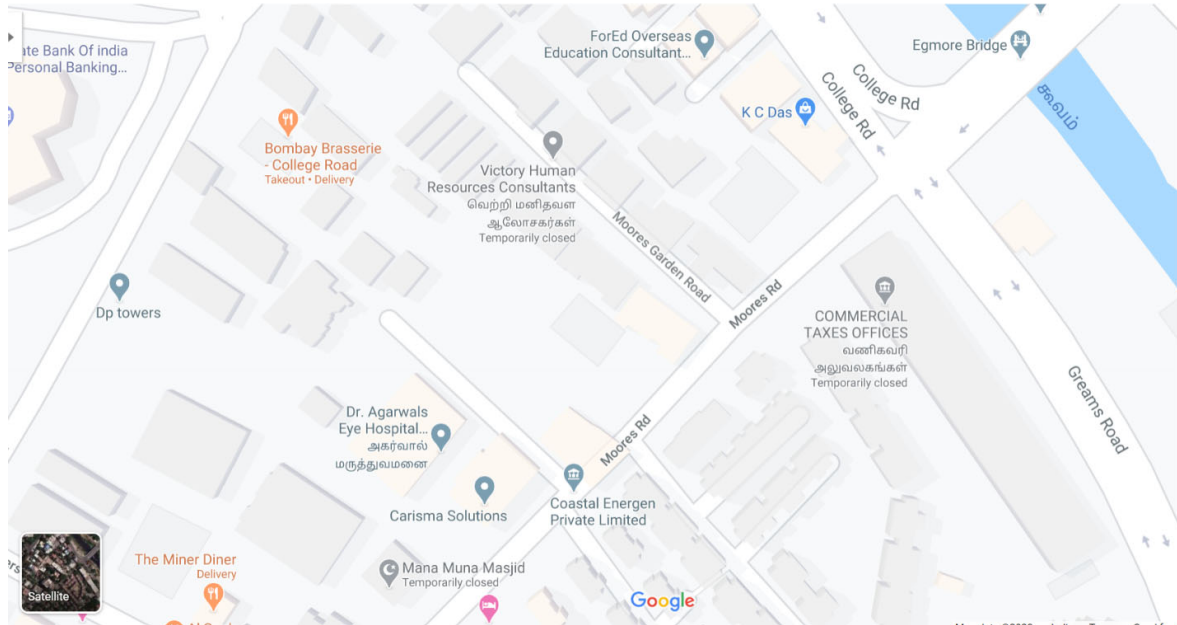 ate Bank Of india
Personal Banking...
ForEd Overseas
Education Consultant...
Egmore Bridge
College Rd
College Rd
K C Das
கூவம்
Bombay Brasserie
- College Road
Takeout • Delivery
Victory Human
Resources Consultants
வெற்றி மனிதவள
ஆலோசகர்கள்
Temporarily closed
Moores Garden Road
Moores Rd
Dp towers
COMMERCIAL
TAXES OFFICES
வணிகவரி
அலுவலகங்கள்
Temporarily closed
Greams Road
Dr. Agarwals
Eye Hospital...
அகர்வால்
மருத்துவமனை
Moores Rd
Carisma Solutions
Coastal Energen
Private Limited
The Miner Diner
Delivery
Mana Muna Masjid
Temporarily closed
Satellite
Google